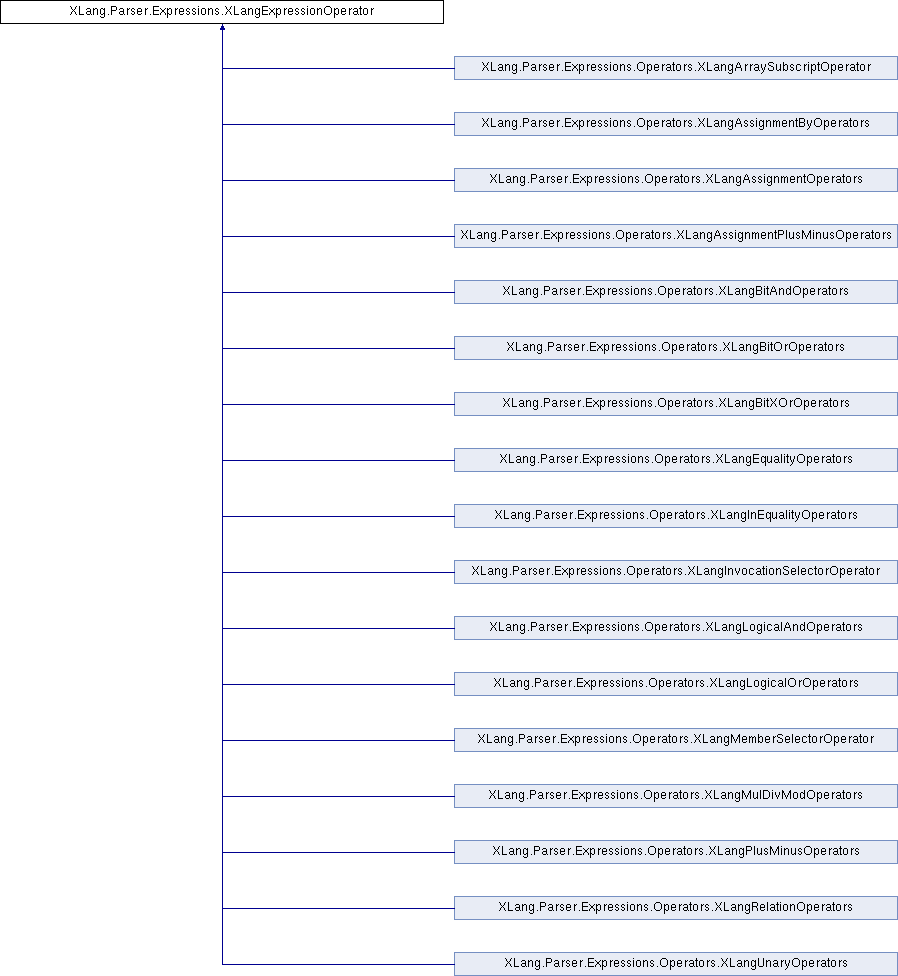 XLang.Parser.Expressions.XLangExpressionOperator
XLang.Parser.Expressions.Operators.XLangArraySubscriptOperator
XLang.Parser.Expressions.Operators.XLangAssignmentByOperators
XLang.Parser.Expressions.Operators.XLangAssignmentOperators
XLang.Parser.Expressions.Operators.XLangAssignmentPlusMinusOperators
XLang.Parser.Expressions.Operators.XLangBitAndOperators
XLang.Parser.Expressions.Operators.XLangBitOrOperators
XLang.Parser.Expressions.Operators.XLangBitXOrOperators
XLang.Parser.Expressions.Operators.XLangEqualityOperators
XLang.Parser.Expressions.Operators.XLangInEqualityOperators
XLang.Parser.Expressions.Operators.XLangInvocationSelectorOperator
XLang.Parser.Expressions.Operators.XLangLogicalAndOperators
XLang.Parser.Expressions.Operators.XLangLogicalOrOperators
XLang.Parser.Expressions.Operators.XLangMemberSelectorOperator
XLang.Parser.Expressions.Operators.XLangMulDivModOperators
XLang.Parser.Expressions.Operators.XLangPlusMinusOperators
XLang.Parser.Expressions.Operators.XLangRelationOperators
XLang.Parser.Expressions.Operators.XLangUnaryOperators